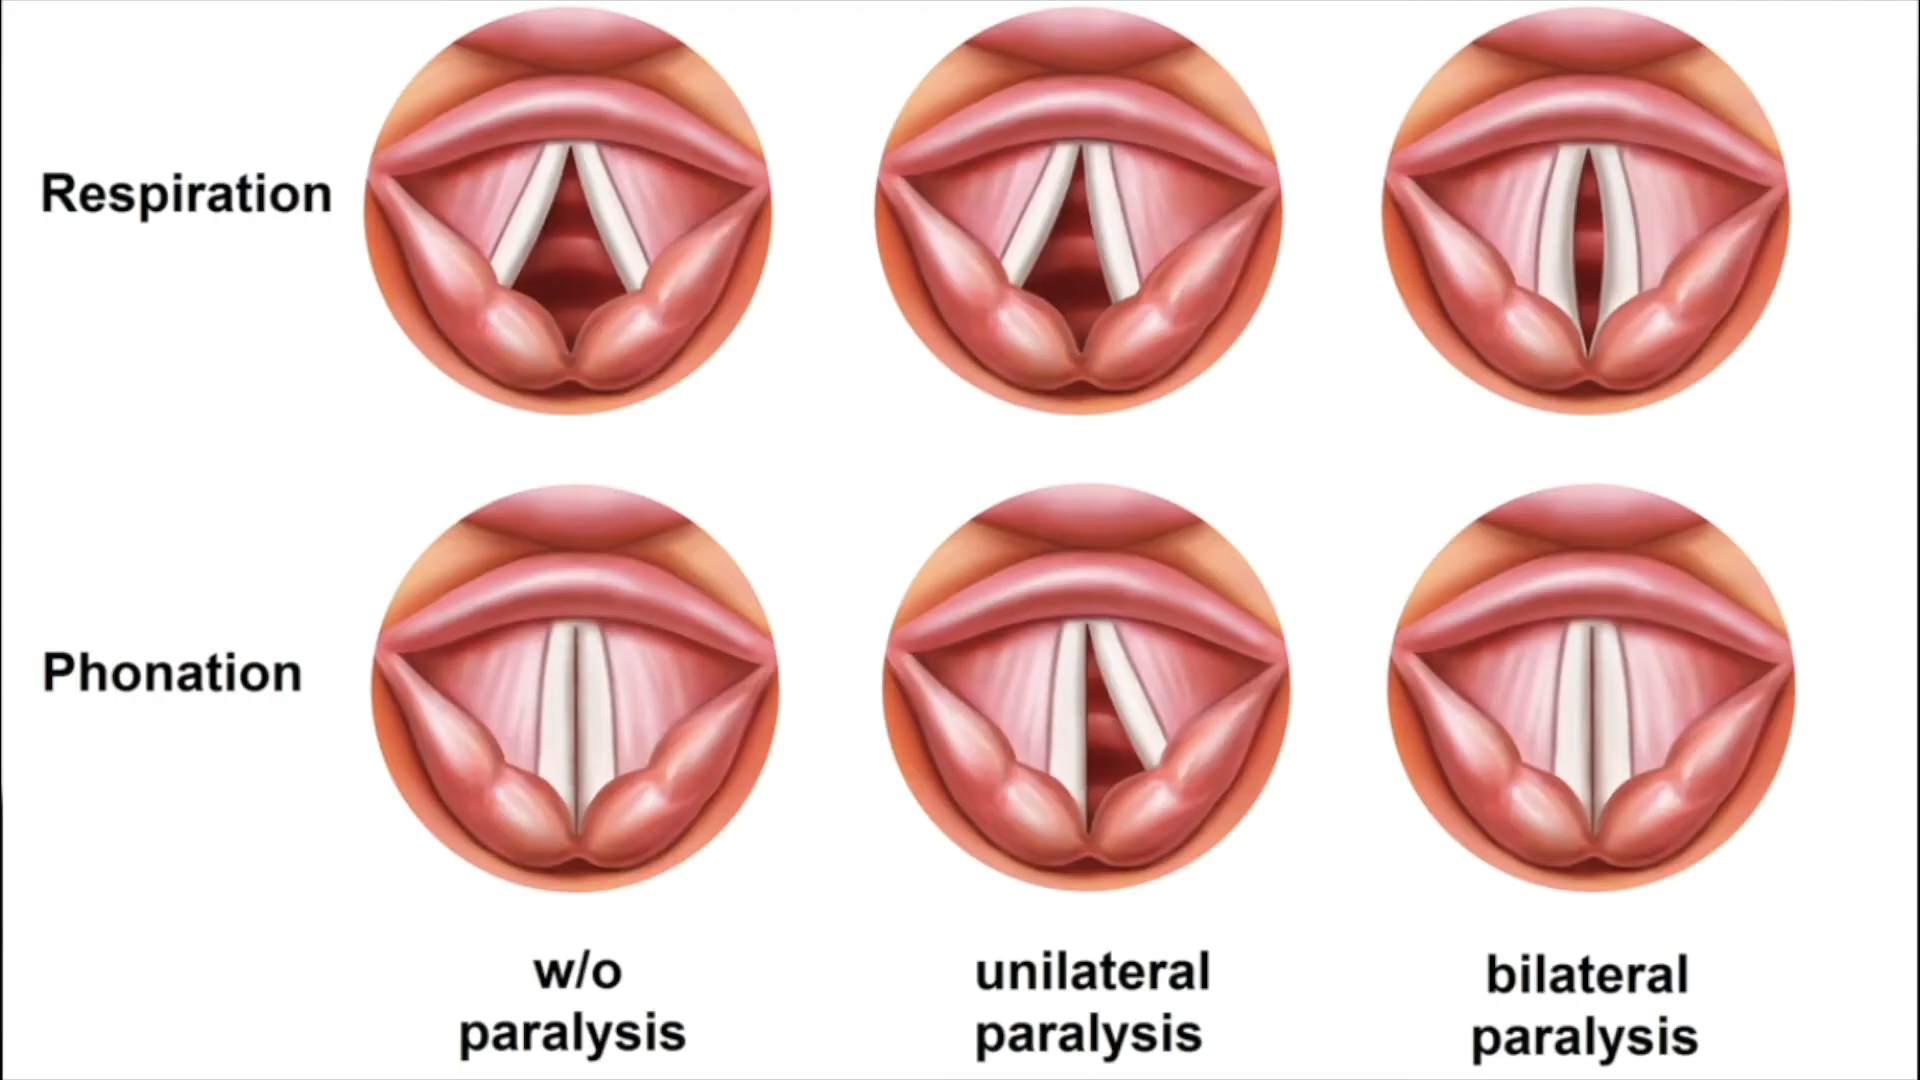 Respiration
Phonation
w/o
paralysis
unilateral
paralysis
bilateral
paralysis